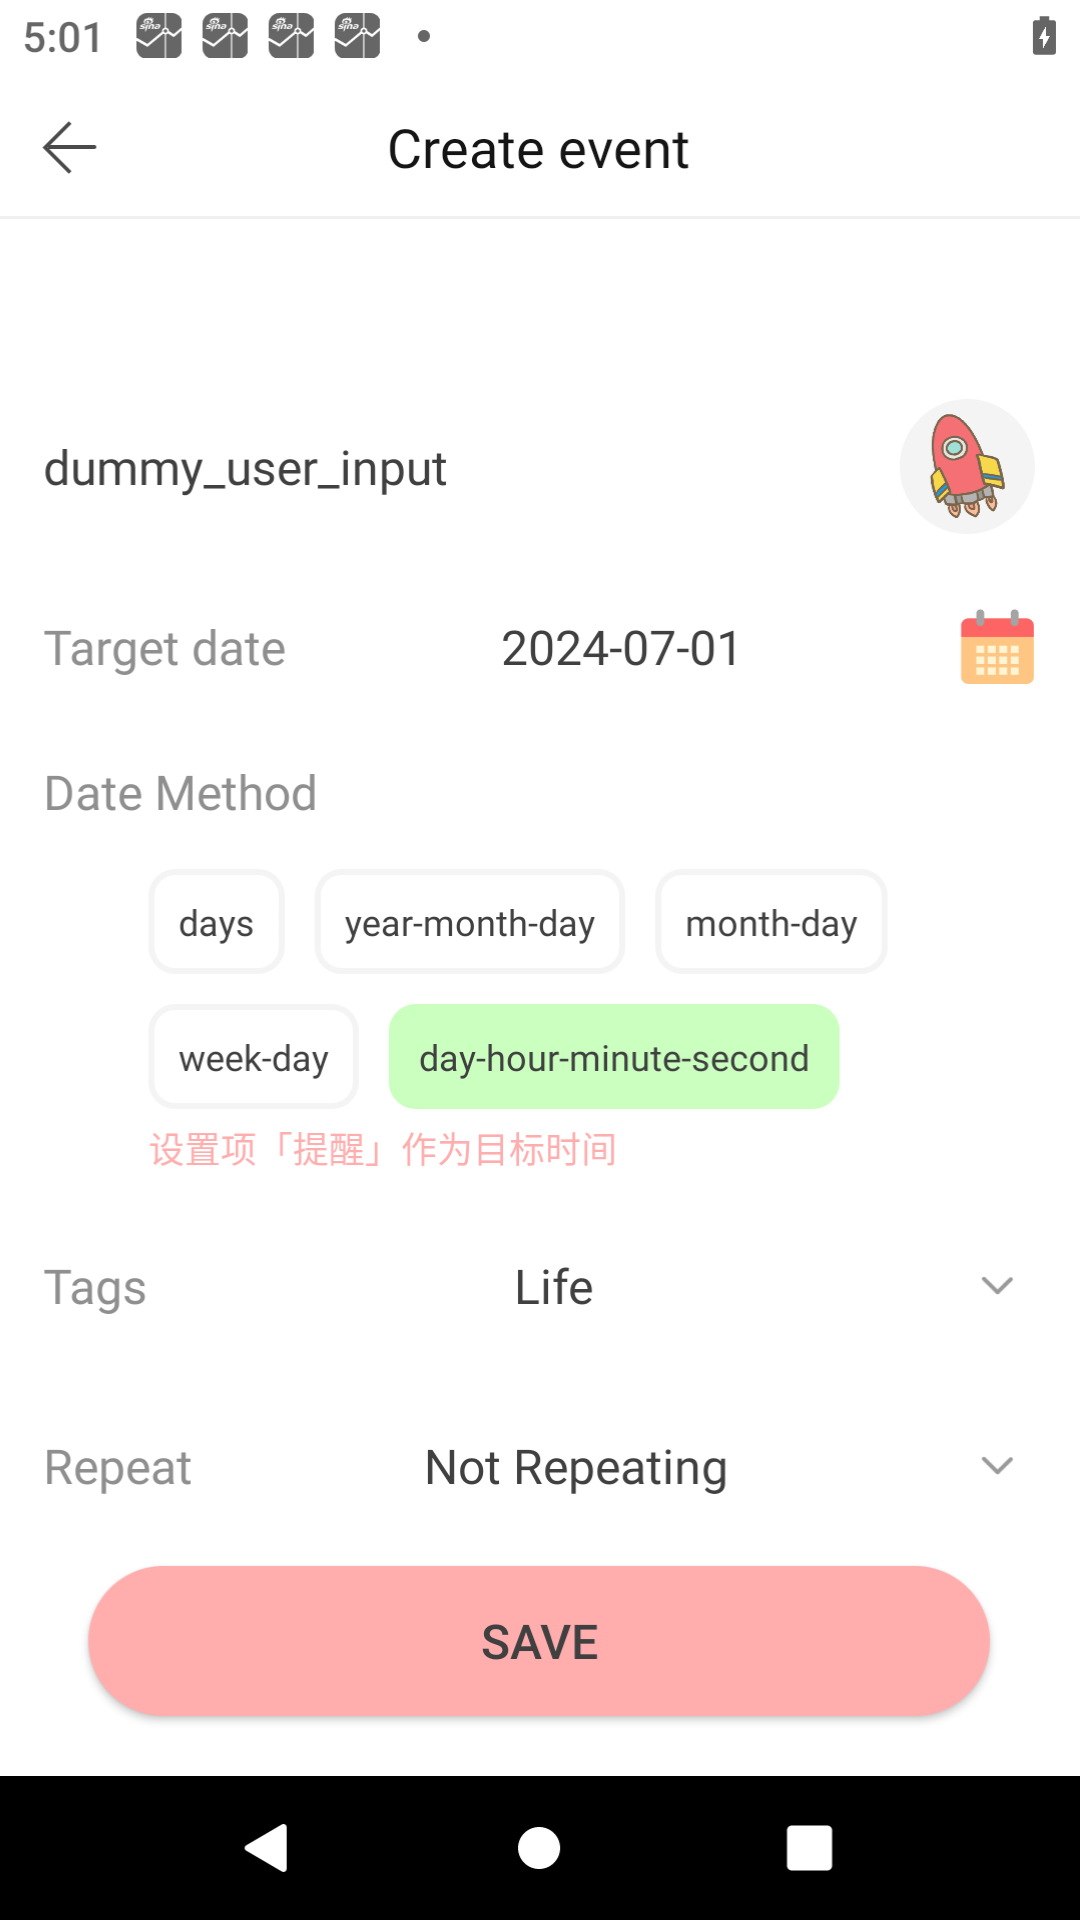 5:01
Create event
dummy_user_input
Target date 2024-07-01
Date Method
days year-month-day month-day
week-day day-hour-minute-second
设置项「提醒」作为目标时间
Tags Life
Repeat Not Repeating
SAVE